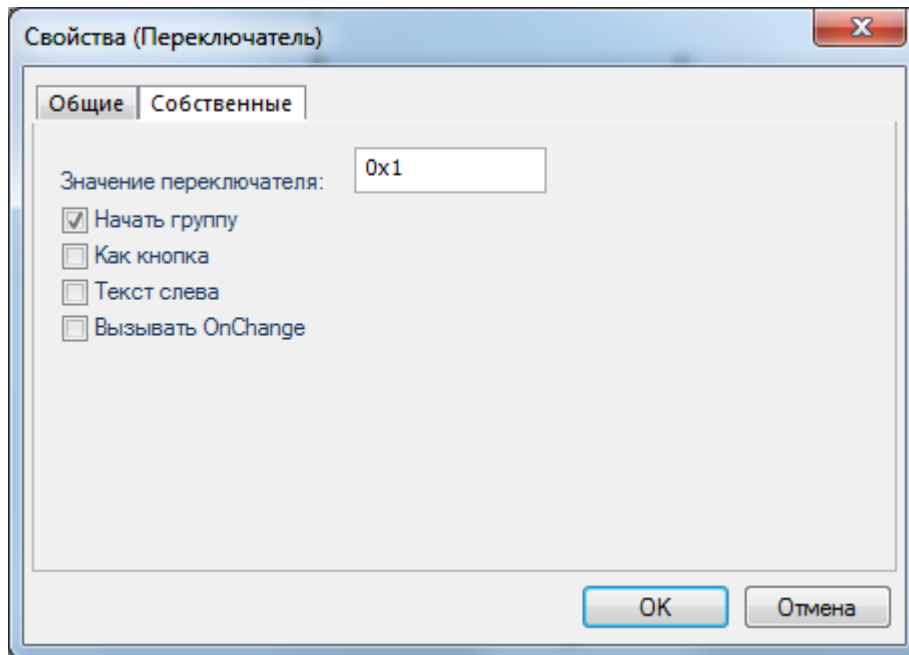 Свойства (Переключатель)
Общие Собственные
Значение переключателя: 0x1
Начать группу
Как кнопка
Текст слева
Вызывать OnChange
OK Отмена